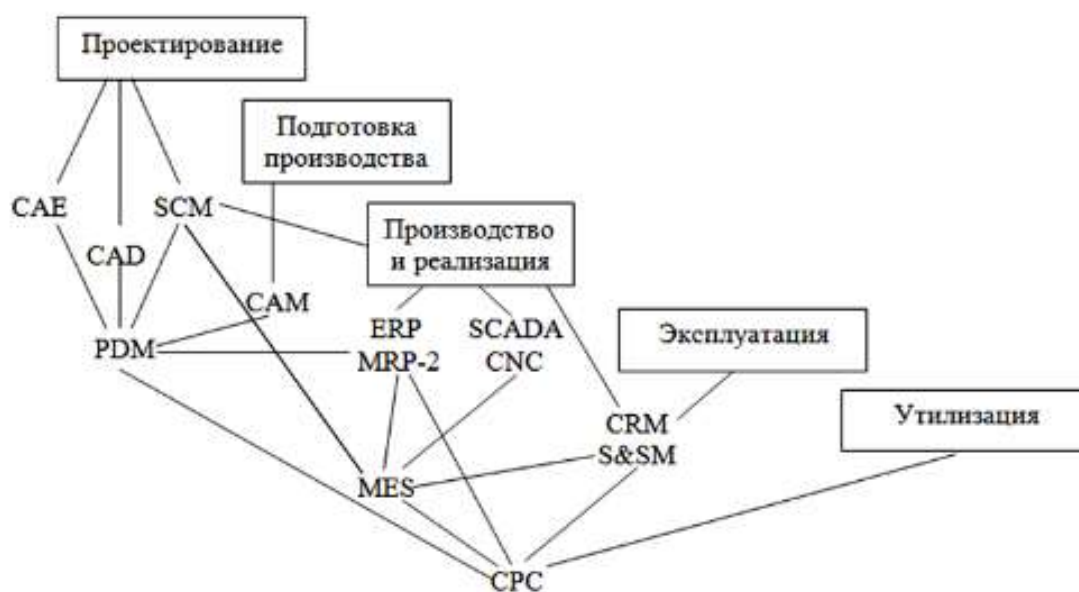 Проектирование
Подготовка
производства
CAE
SCM
CAD
Производство
и реализация
CAM
ERP
MRP-2
SCADA
CNC
PDM
Эксплуатация
CRM
S&SM
Утилизация
MES
CPC